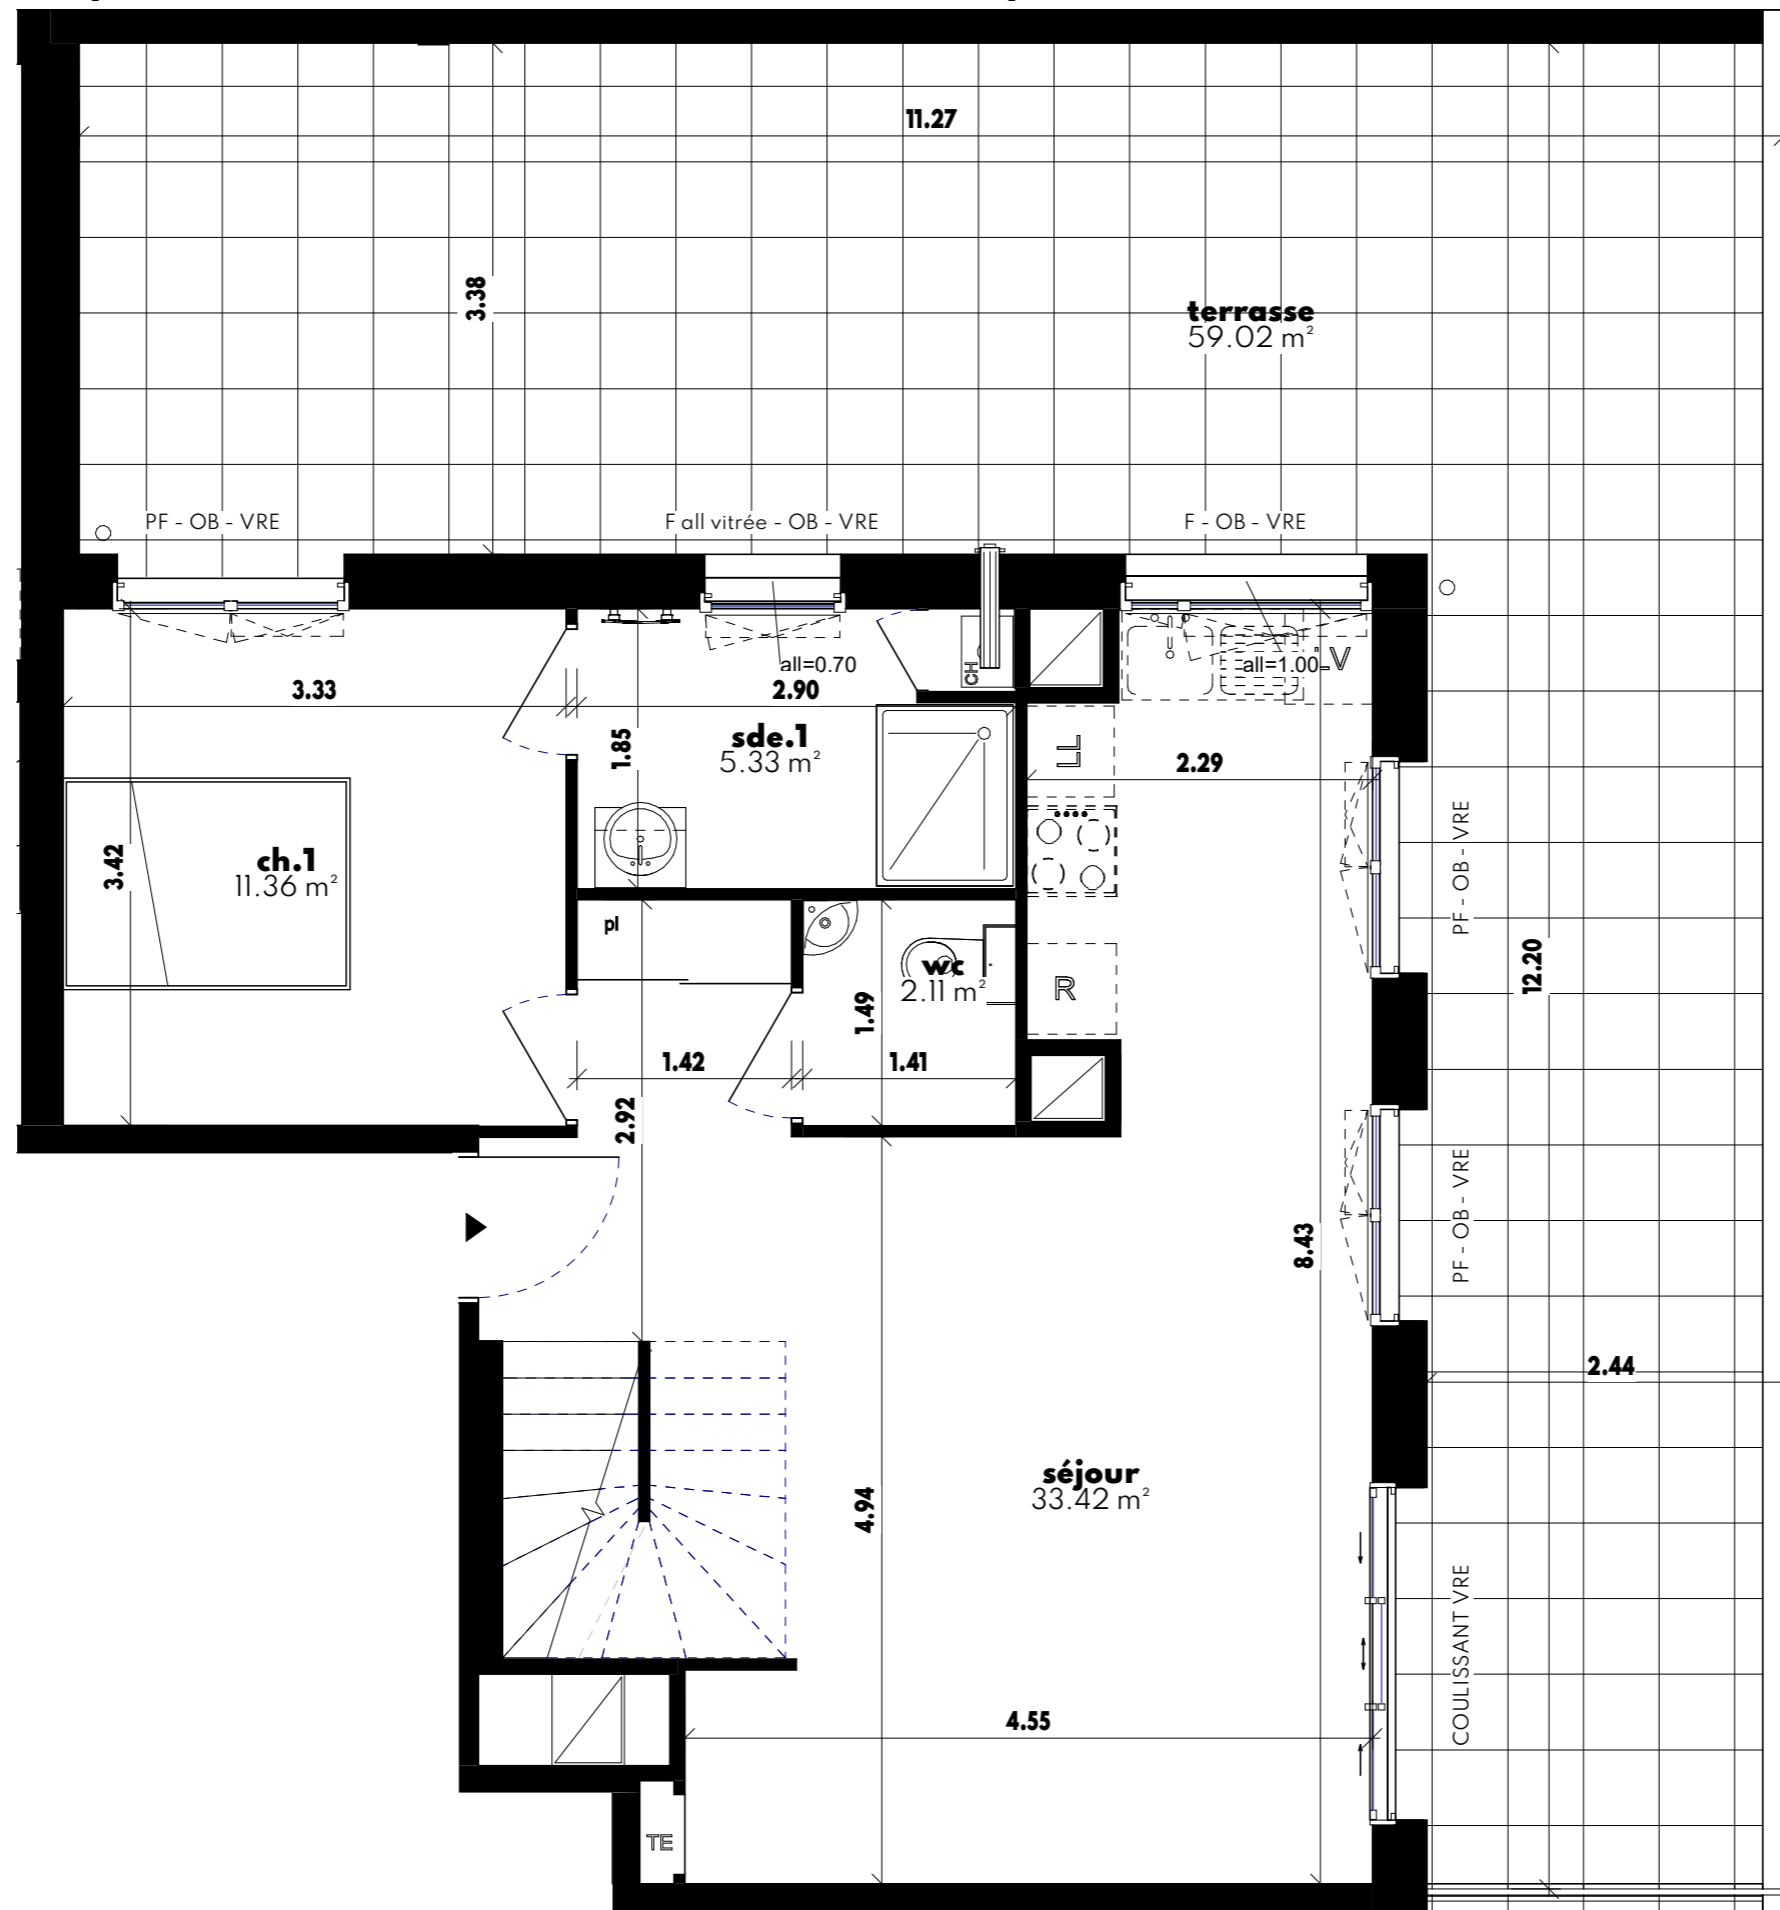 11.27
3.38
terrasse
59.02 m²
PF - OB - VRE
F all vitrée - OB - VRE
F - OB - VRE
all=0.70
CH
all=1.00
LV
3.33
2.90
1.85
sde.1
5.33 m²
LL
2.29
PF - OB - VRE
3.42
ch.1
11.36 m²
pl
wc
2.11 m²
R
12.20
1.49
1.42
1.41
2.92
PF - OB - VRE
8.43
2.44
séjour
33.42 m²
4.94
COULISSANT VRE
4.55
TE